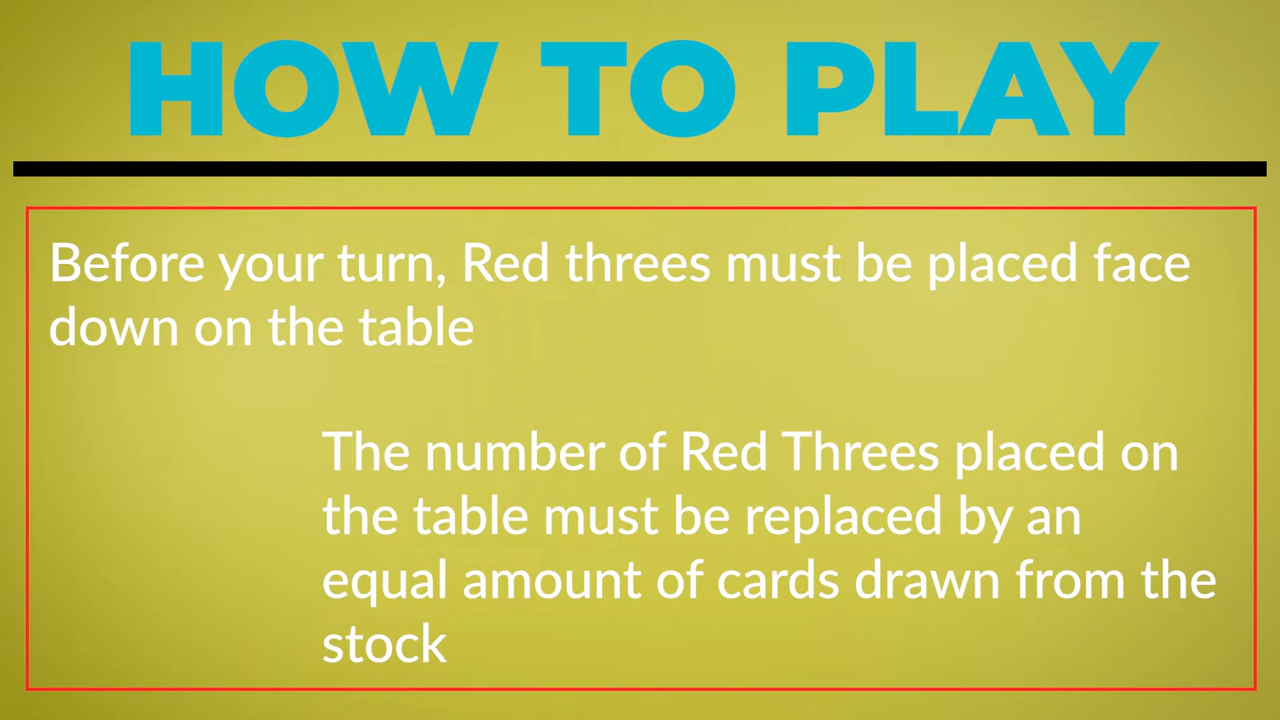 HOW TO PLAY
Before your turn, Red threes must be placed face
down on the table
The number of Red Threes placed on
the table must be replaced by an
equal amount of cards drawn from the
stock